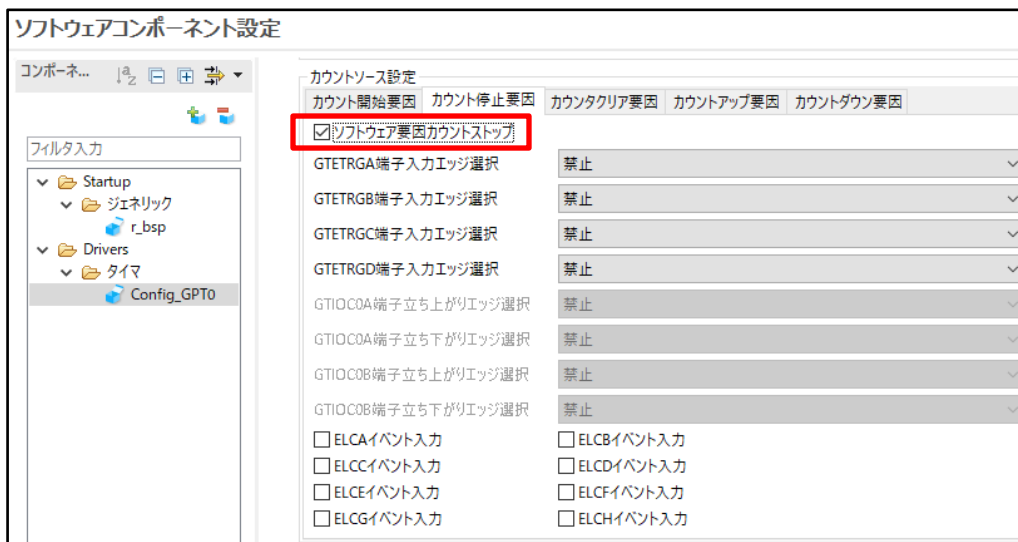 ソフトウェアコンポーネント設定
コンポーネ...
フィルタ入力
Startup
ジェネリック
r_bsp
Drivers
タイマ
Config_GPT0
カウントソース設定
カウント開始要因 カウント停止要因 カウンタクリア要因 カウントアップ要因 カウントダウン要因
ソフトウェア要因カウントストップ
GTETRGA端子入力エッジ選択 禁止
GTETRGB端子入力エッジ選択 禁止
GTETRGC端子入力エッジ選択 禁止
GTETRGD端子入力エッジ選択 禁止
GTIOC0A端子立ち上がりエッジ選択 禁止
GTIOC0A端子立ち下がりエッジ選択 禁止
GTIOC0B端子立ち上がりエッジ選択 禁止
GTIOC0B端子立ち下がりエッジ選択 禁止
ELCAイベント入力 ELCBイベント入力
ELCCイベント入力 ELCDイベント入力
ELCEイベント入力 ELCFイベント入力
ELCGイベント入力 ELCHイベント入力